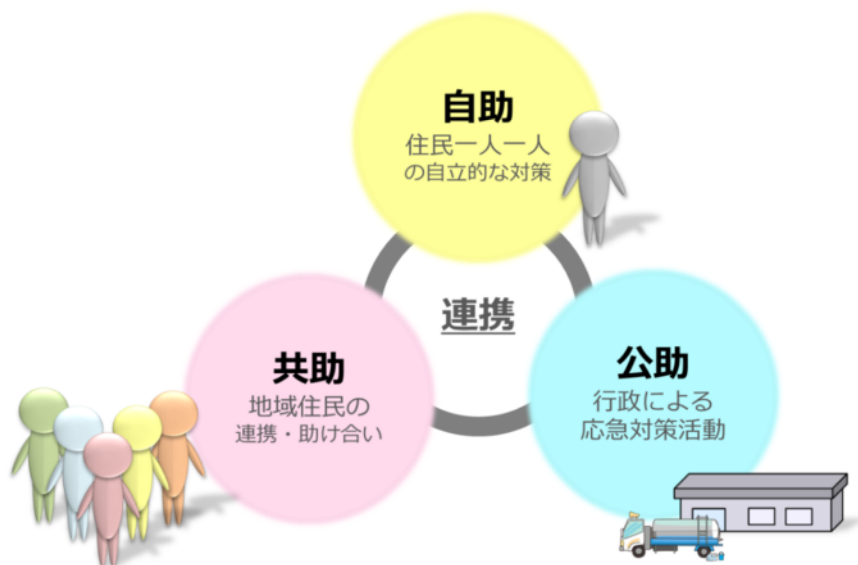 自助
住民一人一人
の自立的な対策
連携
共助
地域住民の
連携・助け合い
公助
行政による
応急対策活動